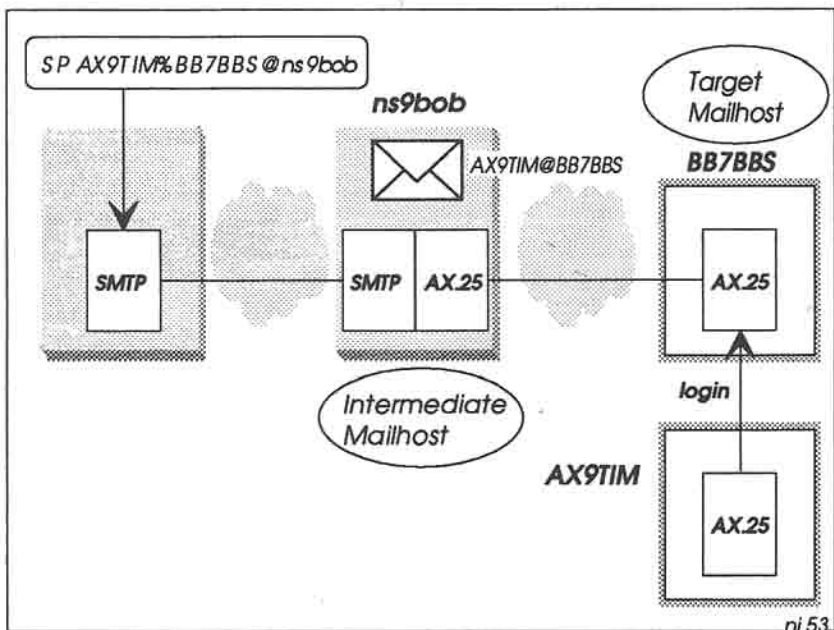 SP AX9TIM%BB7BBS@ns9bob
ns9bob
Target
Mailhost
BB7BBS
AX9TIM@BB7BBS
SMTP
SMTP
AX.25
AX.25
Intermediate
Mailhost
login
AX9TIM
AX.25
ni 53